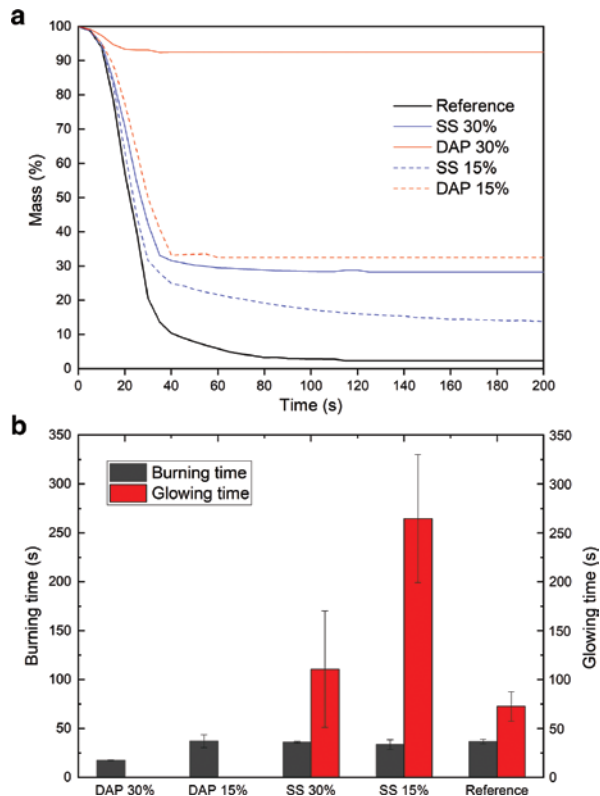 a
100
90
80
70
60
50
40
30
20
10
0
Mass (%)
Reference
SS 30%
DAP 30%
SS 15%
DAP 15%
0 20 40 60 80 100 120 140 160 180 200
Time (s)
b
350
300
250
200
150
100
50
0
Burning time (s)
Burning time
Glowing time
350
300
250
200
150
100
50
0
Glowing time (s)
DAP 30% DAP 15% SS 30% SS 15% Reference